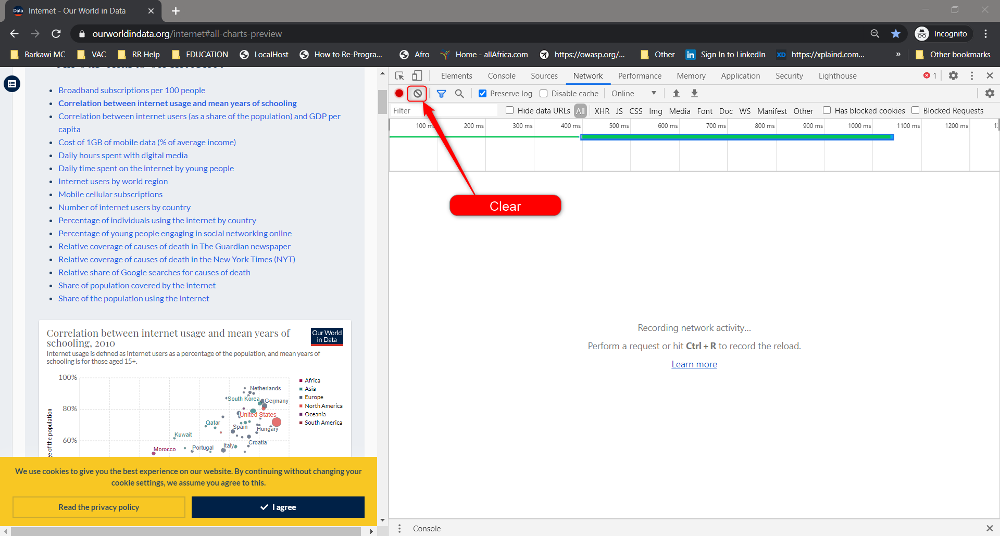 Data Internet - Our World in Data
ourworldindata.org/internet#all-charts-preview
Incognito
Barkawi MC VAC RR Help EDUCATION LocalHost How to Re-Progra... Afro Home - allAfrica.com https://owasp.org/... Other in Sign In to LinkedIn XD https://xplaind.com... » Other bookmarks
Broadband subscriptions per 100 people
Correlation between internet usage and mean years of schooling
Correlation between internet users (as a share of the population) and GDP per
capita
Cost of 1GB of mobile data (% of average income)
Daily hours spent with digital media
Daily time spent on the internet by young people
Internet users by world region
Mobile cellular subscriptions
Number of internet users by country
Percentage of individuals using the internet by country
Percentage of young people engaging in social networking online
Relative coverage of causes of death in The Guardian newspaper
Relative coverage of causes of death in the New York Times (NYT)
Relative share of Google searches for causes of death
Share of population covered by the internet
Share of the population using the Internet
Correlation between internet usage and mean years of
schooling, 2010
Our World
in Data
Internet usage is defined as internet users as a percentage of the population, and mean years of
schooling is for those aged 15+.
100%
80%
60%
e of the population
Netherlands
South Korea
Germany
United States
Qatar
Spain
Hungary
Kuwait
Croatia
Italy
Portugal
Morocco
Africa
Asia
Europe
North America
Oceania
South America
We use cookies to give you the best experience on our website. By continuing without changing your
cookie settings, we assume you agree to this.
Read the privacy policy
I agree
Elements Console Sources Network Performance Memory Application Security Lighthouse 1
Preserve log Disable cache Online
Filter Hide data URLs All XHR JS CSS Img Media Font Doc WS Manifest Other Has blocked cookies Blocked Requests
100 ms 200 ms 300 ms 400 ms 500 ms 600 ms 700 ms 800 ms 900 ms 1000 ms 1100 ms 1200 ms
Clear
Recording network activity...
Perform a request or hit Ctrl + R to record the reload.
Learn more
Console